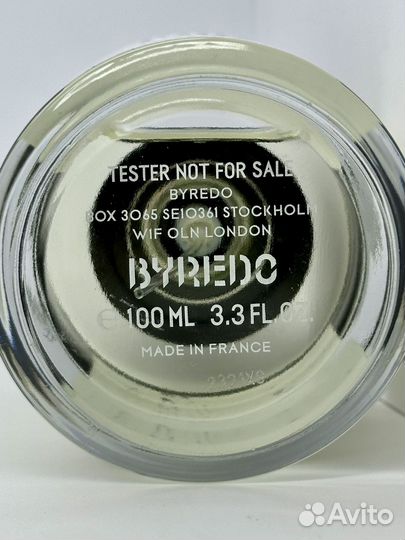 TESTER NOT FOR SALE
BYREDO
BOX 3065 SE10361 STOCKHOLM
W1F OLN LONDON
BYREDO
℮ 100 ML 3.3 FL.OZ.
MADE IN FRANCE
Avito